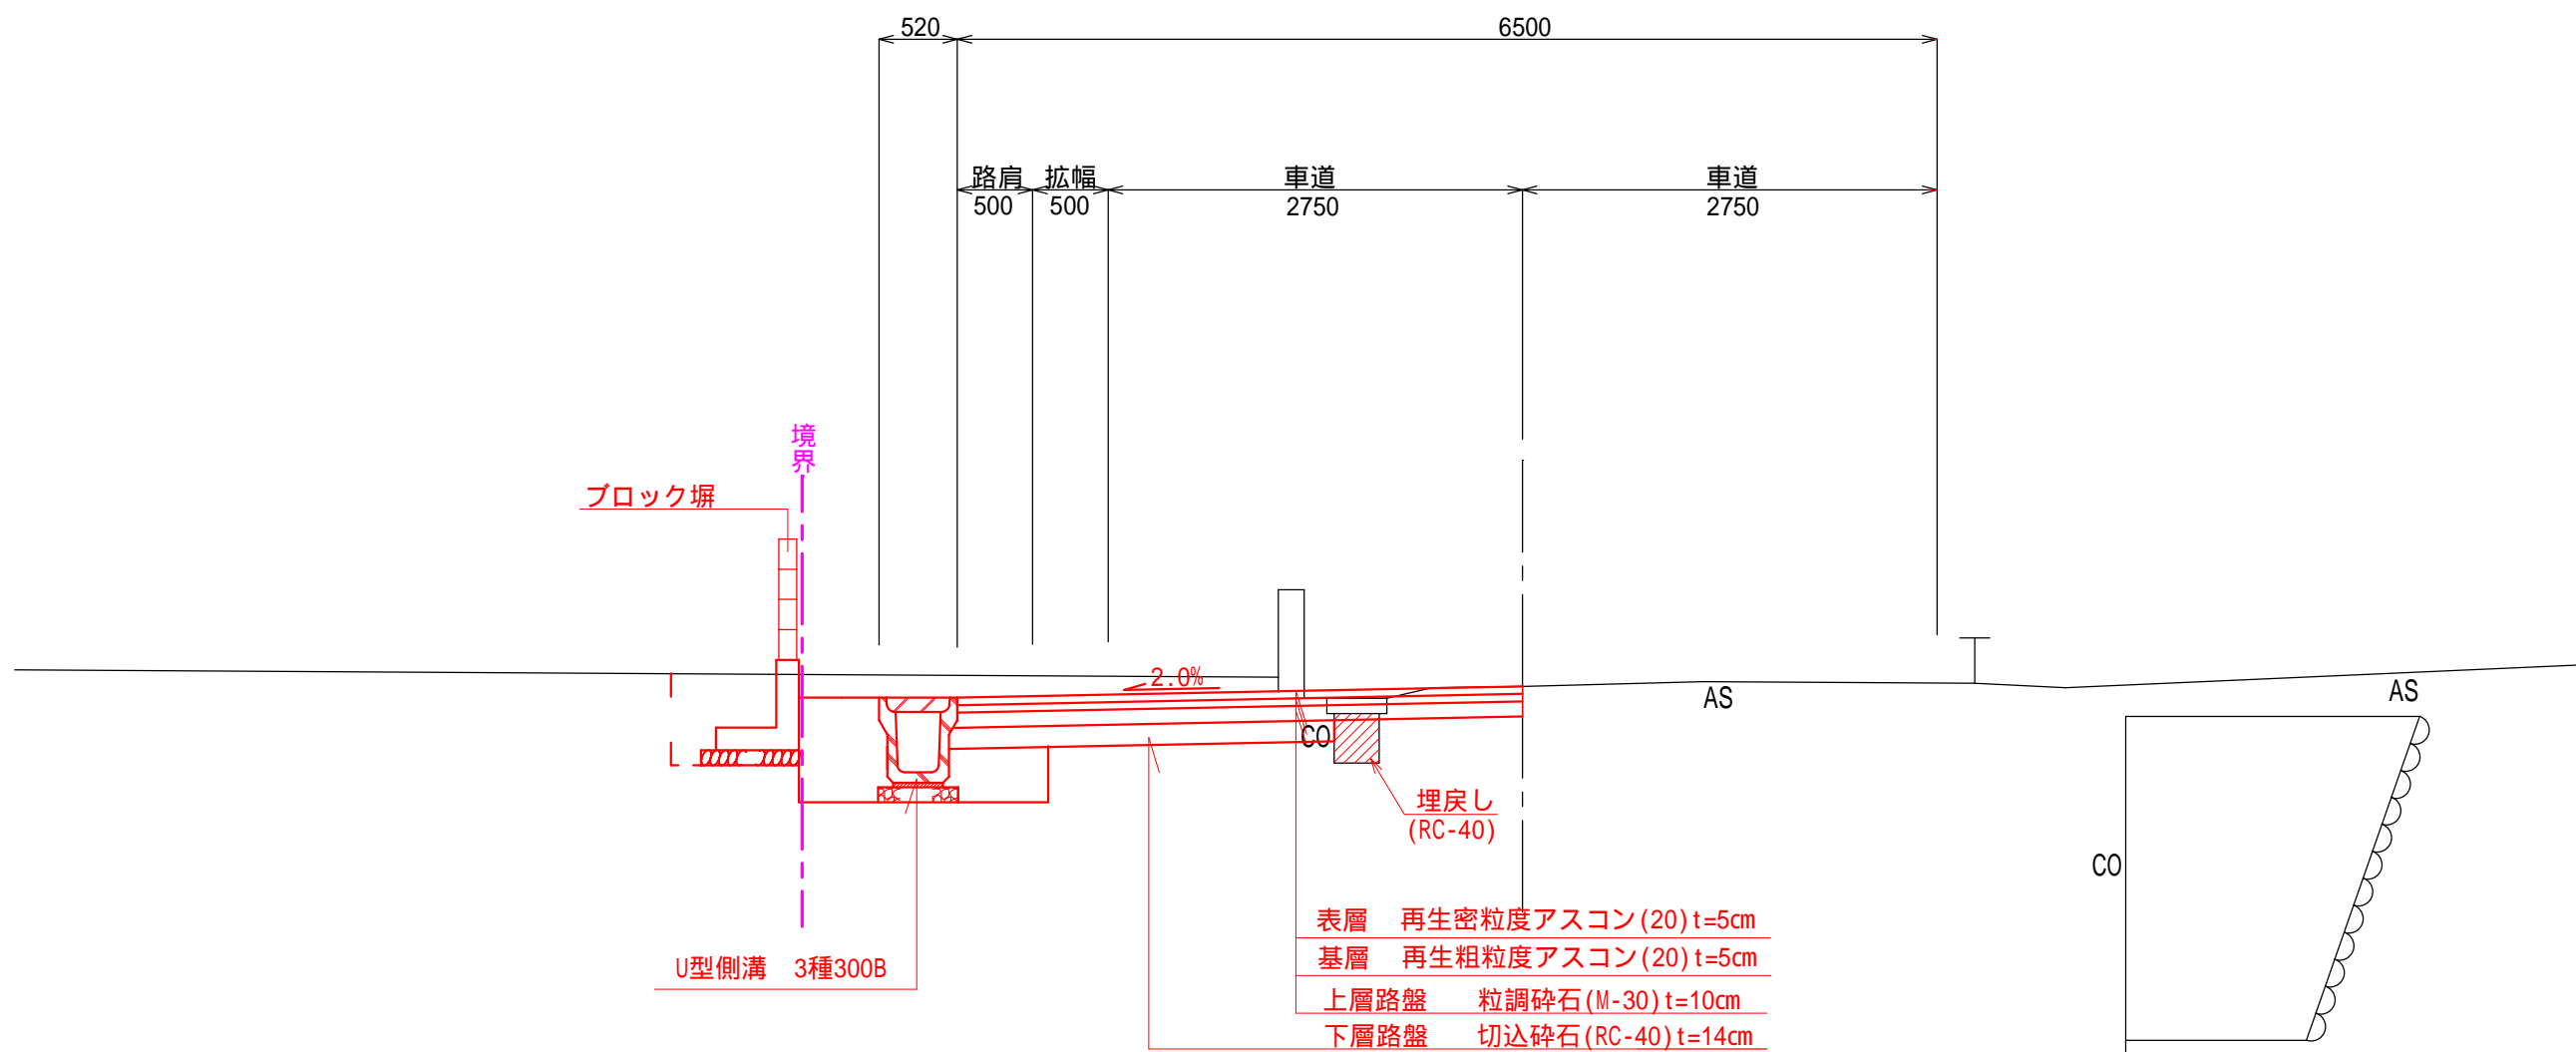 520
6500
路肩
拡幅
車道
車道
500
500
2750
2750
境界
ブロック塀
2.0%
AS
AS
CO
埋戻し
(RC-40)
CO
表層 再生密粒度アスコン(20)t=5cm
基層 再生粗粒度アスコン(20)t=5cm
U型側溝 3種300B
上層路盤 粒調砕石(M-30)t=10cm
下層路盤 切込砕石(RC-40)t=14cm